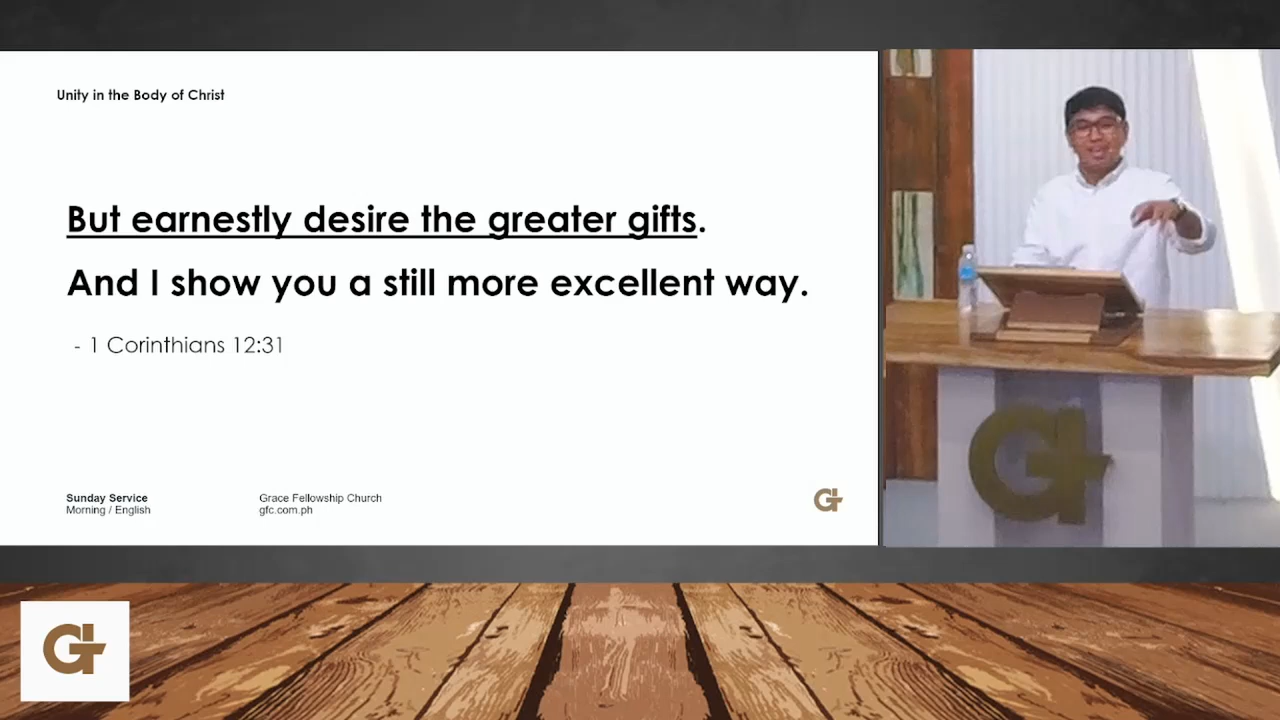 Unity in the Body of Christ
But earnestly desire the greater gifts.
And I show you a still more excellent way.
- 1 Corinthians 12:31
Sunday Service
Morning / English
Grace Fellowship Church
gfc.com.ph